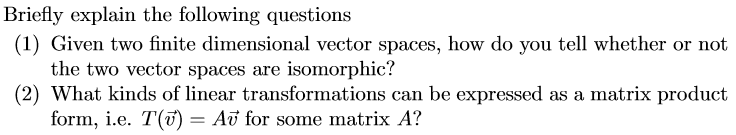 Briefly explain the following questions
(1) Given two finite dimensional vector spaces, how do you tell whether or not
the two vector spaces are isomorphic?
(2) What kinds of linear transformations can be expressed as a matrix product
form, i.e. T(v⃗) = Av⃗ for some matrix A?